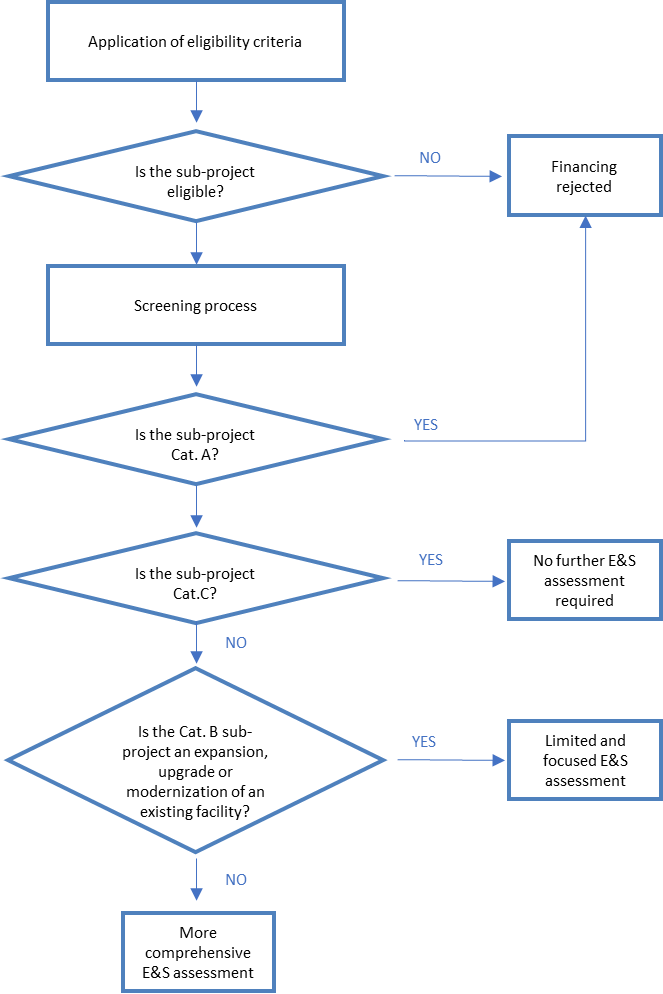 Application of eligibility criteria
Is the sub-project
eligible?
NO
Financing
rejected
Screening process
Is the sub-project
Cat. A?
YES
Is the sub-project
Cat.C?
YES
No further E&S
assessment
required
NO
Is the Cat. B sub-
project an expansion,
upgrade or
modernization of an
existing facility?
YES
Limited and
focused E&S
assessment
NO
More
comprehensive
E&S assessment